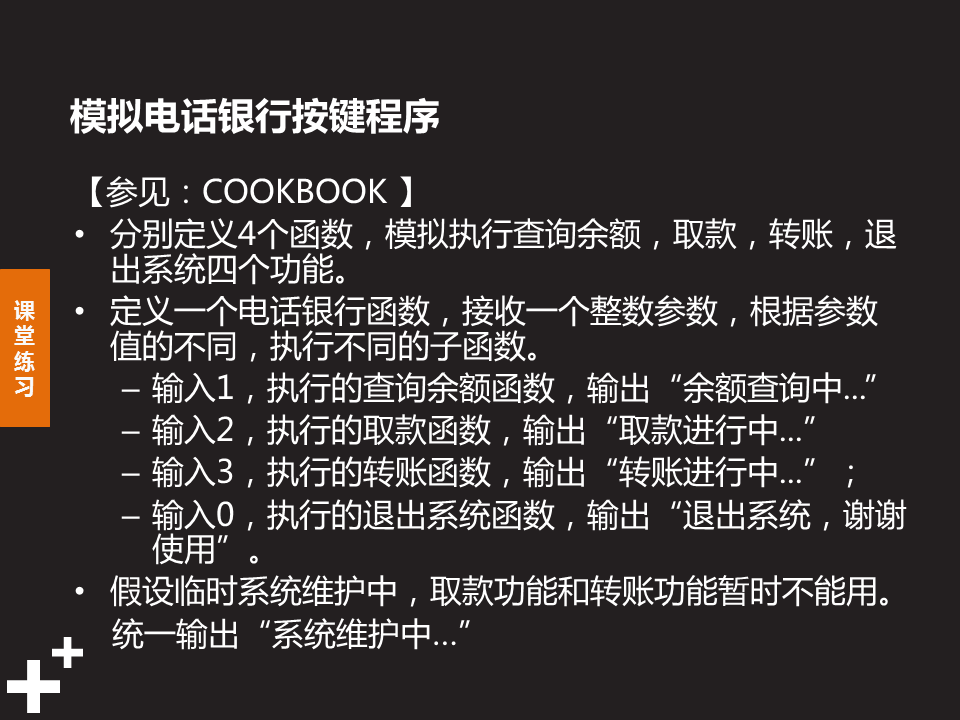 模拟电话银行按键程序
【参见：COOKBOOK 】
• 分别定义4个函数，模拟执行查询余额，取款，转账，退
出系统四个功能。
• 定义一个电话银行函数，接收一个整数参数，根据参数
值的不同，执行不同的子函数。
– 输入1，执行的查询余额函数，输出“余额查询中...”
– 输入2，执行的取款函数，输出“取款进行中...”
– 输入3，执行的转账函数，输出“转账进行中...” ；
– 输入0，执行的退出系统函数，输出“退出系统，谢谢
使用”。
• 假设临时系统维护中，取款功能和转账功能暂时不能用。
统一输出“系统维护中...”
课
堂
练
习